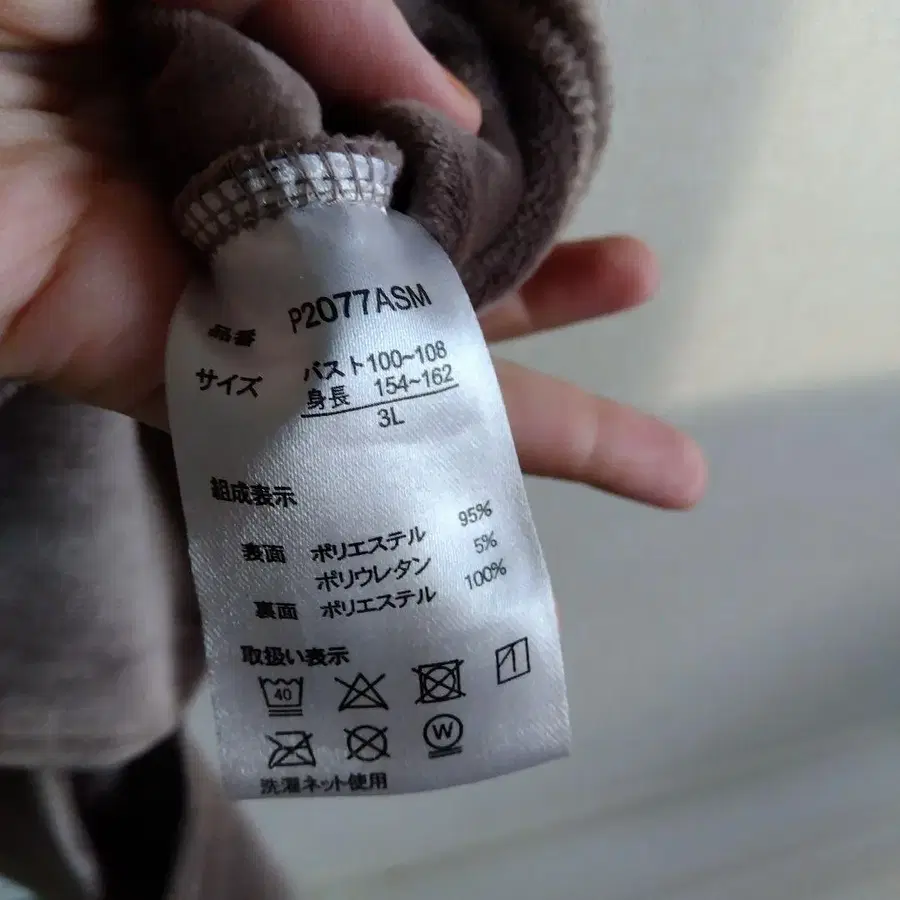 品番 P2077ASM
サイズ バスト100~108
身長 154~162
3L
組成表示
表面 ポリエステル 95%
ポリウレタン 5%
裏面 ポリエステル 100%
取扱い表示
40
W
洗濯ネット使用